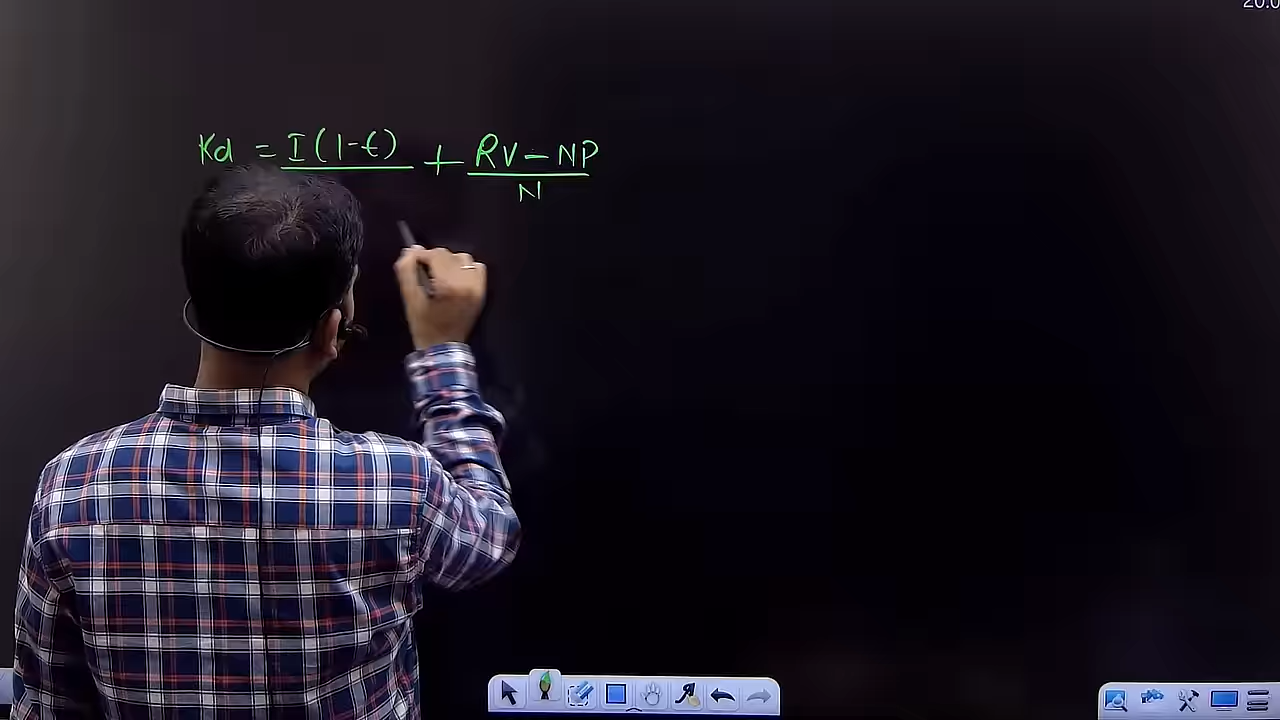 Kd = I(1-t) + RV - NP
N